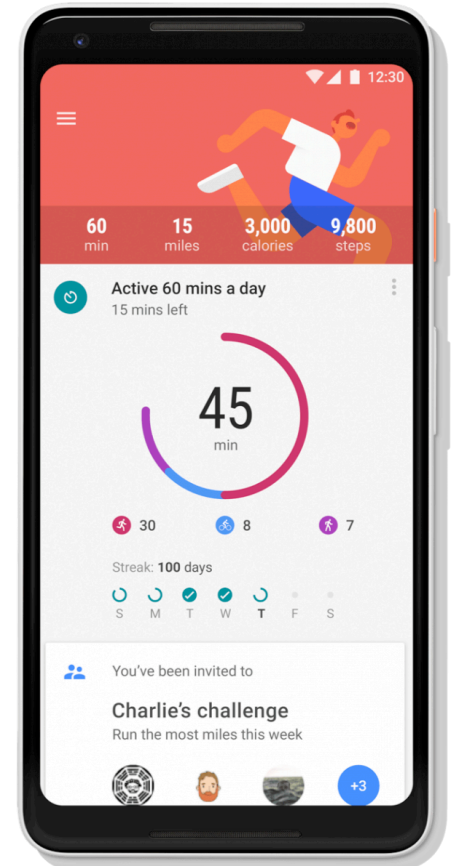 12:30
60 15 3,000 9,800
min miles calories steps
Active 60 mins a day
15 mins left
45
min
30 8 7
Streak: 100 days
S M T W T F S
You've been invited to
Charlie's challenge
Run the most miles this week
+3